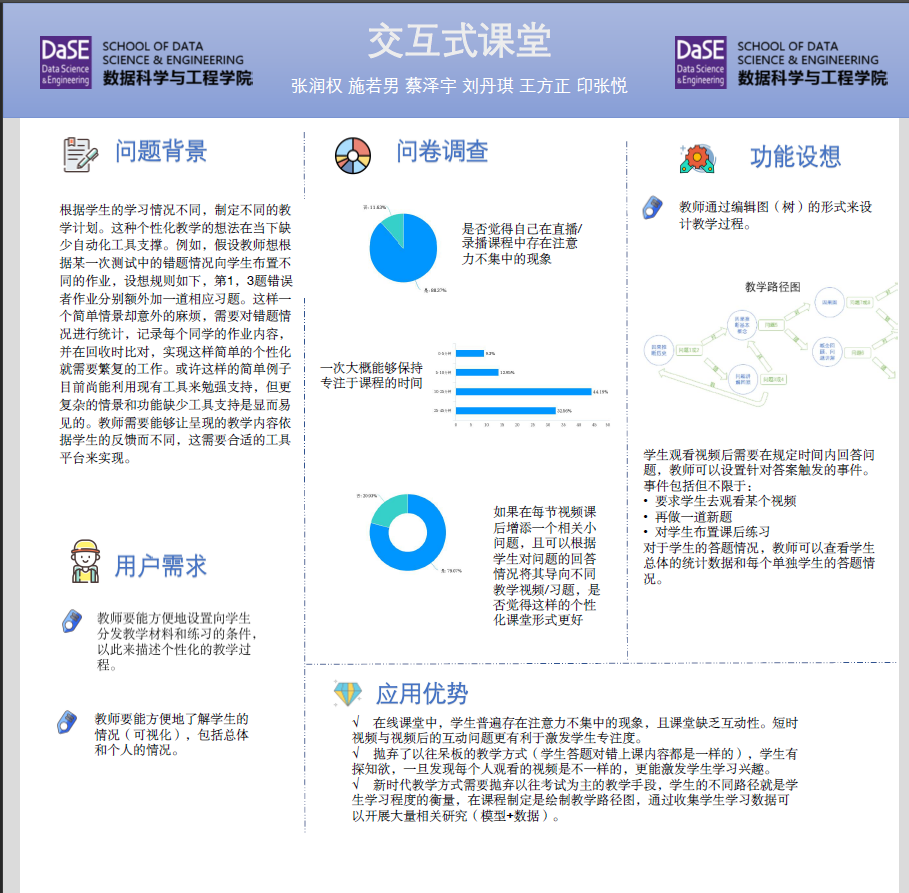 DaSE
Data Science
& Engineering
SCHOOL OF DATA
SCIENCE & ENGINEERING
数据科学与工程学院
交互式课堂
张润权 施若男 蔡泽宇 刘丹琪 王方正 印张悦
DaSE
Data Science
& Engineering
SCHOOL OF DATA
SCIENCE & ENGINEERING
数据科学与工程学院
问题背景
根据学生的学习情况不同，制定不同的教
学计划。这种个性化教学的想法在当下缺
少自动化工具支撑。例如，假设教师想根
据某一次测试中的错题情况向学生布置不
同的作业，设想规则如下，第1，3题错误
者作业分别额外加一道相应习题。这样一
个简单情景却意外的麻烦，需要对错题情
况进行统计，记录每个同学的作业内容，
并在回收时比对，实现这样简单的个性化
就需要繁复的工作。或许这样的简单例子
目前尚能利用现有工具来勉强支持，但更
复杂的情景和功能缺少工具支持是显而易
见的。教师需要能够让呈现的教学内容依
据学生的反馈而不同，这需要合适的工具
平台来实现。
用户需求
教师要能方便地设置向学生
分发教学材料和练习的条件，
以此来描述个性化的教学过
程。
教师要能方便地了解学生的
情况（可视化），包括总体
和个人的情况。
问卷调查
否: 11.63%
是: 88.37%
是否觉得自己在直播/
录播课程中存在注意
力不集中的现象
一次大概能够保持
专注于课程的时间
9.3%
13.95%
44.19%
32.56%
0 5 10 15 20 25 30 35 40 45 50
否: 20.93%
是: 79.07%
如果在每节视频课
后增添一个相关小
问题，且可以根据
学生对问题的回答
情况将其导向不同
教学视频/习题，是
否觉得这样的个性
化课堂形式更好
功能设想
教师通过编辑图（树）的形式来设
计教学过程。
教学路径图
学生观看视频后需要在规定时间内回答问
题，教师可以设置针对答案触发的事件。
事件包括但不限于：
• 要求学生去观看某个视频
• 再做一道新题
• 对学生布置课后练习
对于学生的答题情况，教师可以查看学生
总体的统计数据和每个单独学生的答题情
况。
应用优势
√ 在线课堂中，学生普遍存在注意力不集中的现象，且课堂缺乏互动性。短时
视频与视频后的互动问题更有利于激发学生专注度。
√ 抛弃了以往呆板的教学方式（学生答题对错上课内容都是一样的），学生有
探知欲，一旦发现每个人观看的视频是不一样的，更能激发学生学习兴趣。
√ 新时代教学方式需要抛弃以往考试为主的教学手段，学生的不同路径就是学
生学习程度的衡量，在课程制定是绘制教学路径图，通过收集学生学习数据可
以开展大量相关研究（模型+数据）。